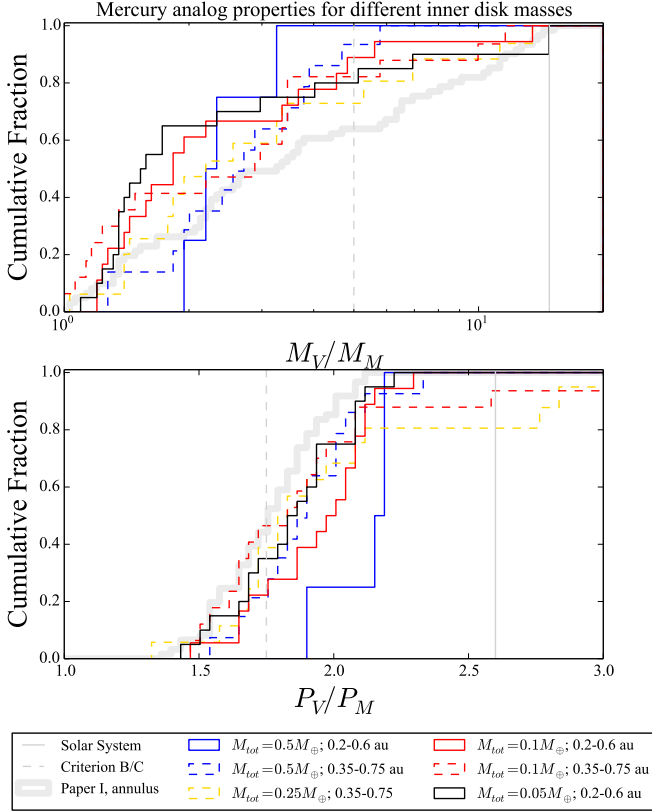 Mercury analog properties for different inner disk masses
1.0
0.8
0.6
0.4
0.2
0.0
Cumulative Fraction
10⁰
10¹
M_V/M_M
1.0
0.8
0.6
0.4
0.2
0.0
Cumulative Fraction
1.0
1.5
2.0
2.5
3.0
P_V/P_M
Solar System
Criterion B/C
Paper I, annulus
M_tot=0.5M_⊕; 0.2-0.6 au
M_tot=0.5M_⊕; 0.35-0.75 au
M_tot=0.25M_⊕; 0.35-0.75
M_tot=0.1M_⊕; 0.2-0.6 au
M_tot=0.1M_⊕; 0.35-0.75 au
M_tot=0.05M_⊕; 0.2-0.6 au